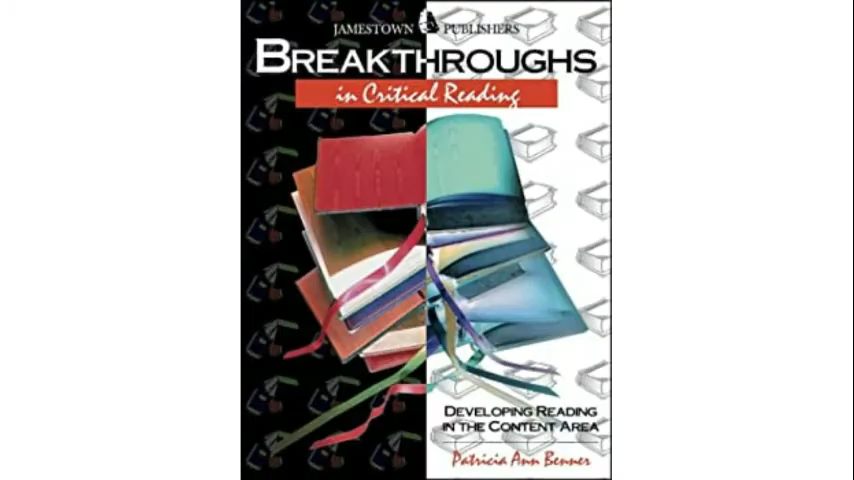 JAMESTOWN PUBLISHERS
BREAKTHROUGHS
in Critical Reading
DEVELOPING READING
IN THE CONTENT AREA
Patricia Ann Benner